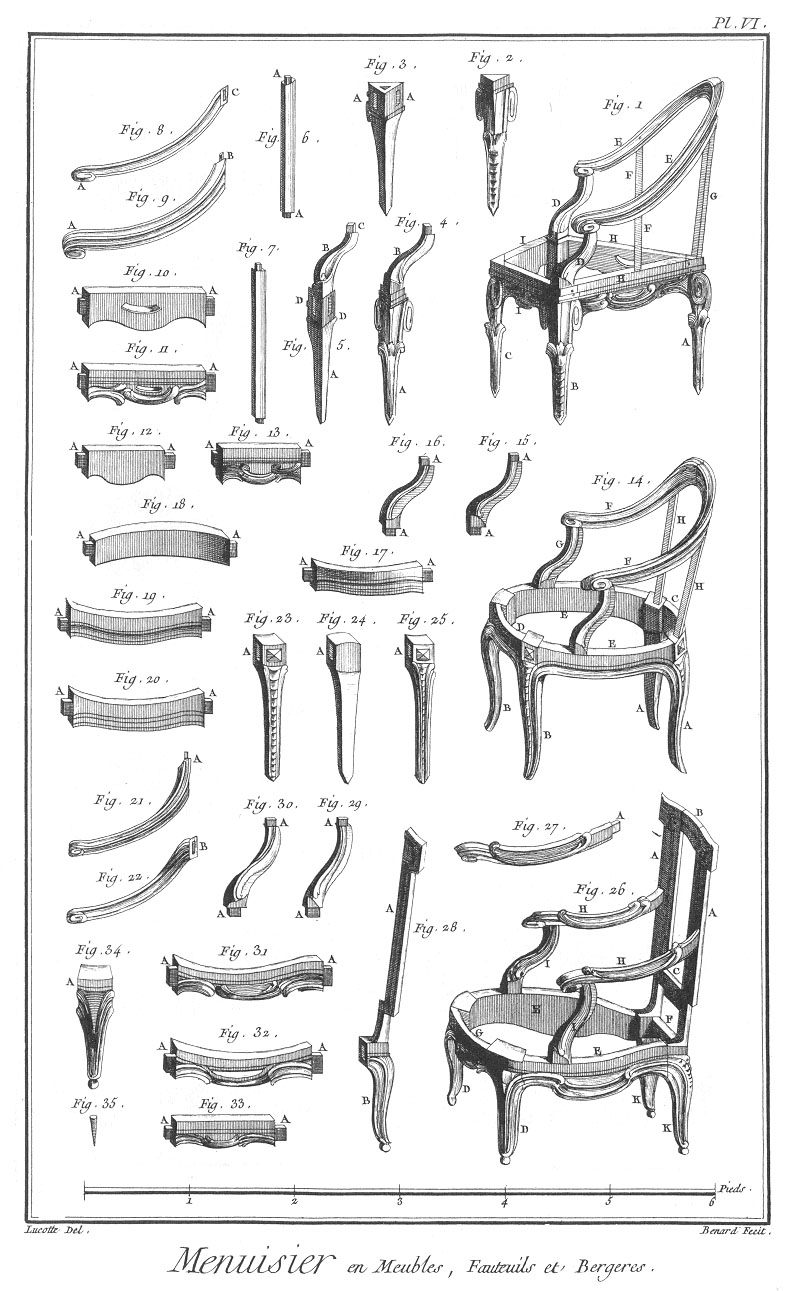 Pl. VI.
Fig. 8.
C
A
Fig. 9.
B
A
A
Fig. 6.
A
Fig. 3.
A A
Fig. 2.
Fig. 1
E
E
F
F
G
D
D
H
H
I
I
C
B
A
Fig. 10
A A
Fig. 11
A A
Fig. 7.
Fig. 5.
C
B
D
D
A
Fig. 4.
B
A
Fig. 12
A A
Fig. 13.
A A
Fig. 16.
A
A
Fig. 15.
A
A
Fig. 14.
F
F
H
H
G
C
E
E
D
B
B
A
A
Fig. 18
A A
Fig. 17.
A A
Fig. 19
A A
Fig. 20
A A
Fig. 23.
A
Fig. 24.
A
Fig. 25.
A
Fig. 21.
A
Fig. 22.
B
Fig. 30.
A
A
Fig. 29.
A
A
Fig. 28.
A
B
Fig. 27.
A
Fig. 26.
B
A
A
H
H
I
C
E
E
F
G
D
D
K
K
Fig. 34
A
Fig. 31
A A
Fig. 32
A A
Fig. 35.
Fig. 33.
A A
1 2 3 4 5 6 Pieds.
Lucotte Del.
Benard Fecit.
Menuisier en Meubles, Fauteuils et Bergeres.